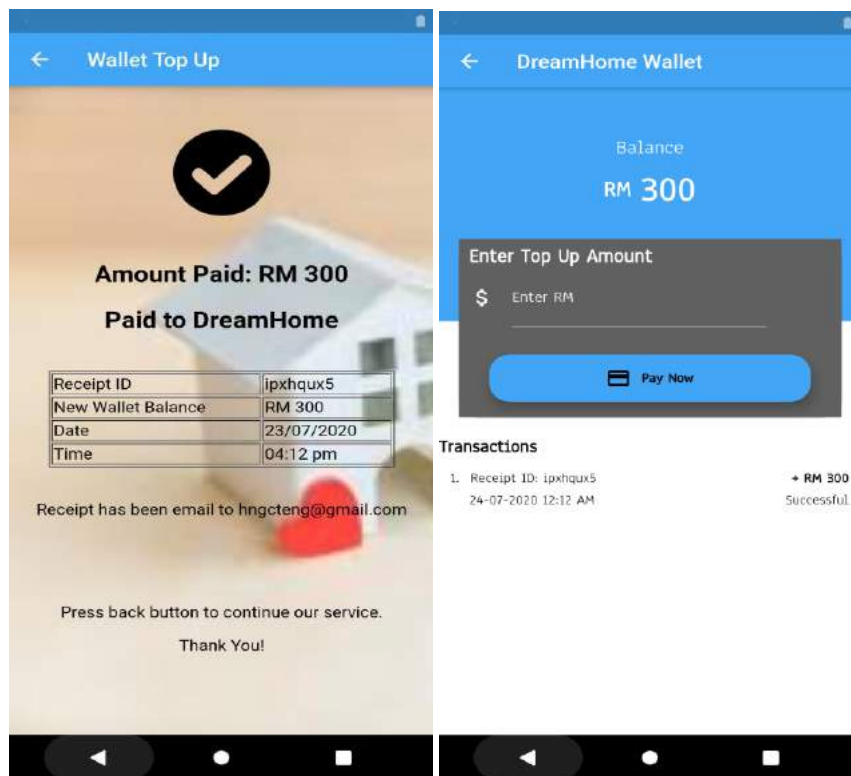 Wallet Top Up
Amount Paid: RM 300
Paid to DreamHome
Receipt ID ipxhqux5
New Wallet Balance RM 300
Date 23/07/2020
Time 04:12 pm
Receipt has been email to hngcteng@gmail.com
Press back button to continue our service.
Thank You!
DreamHome Wallet
Balance
RM 300
Enter Top Up Amount
$ Enter RM
Pay Now
Transactions
1. Receipt ID: ipxhqux5 + RM 300
24-07-2020 12:12 AM Successful